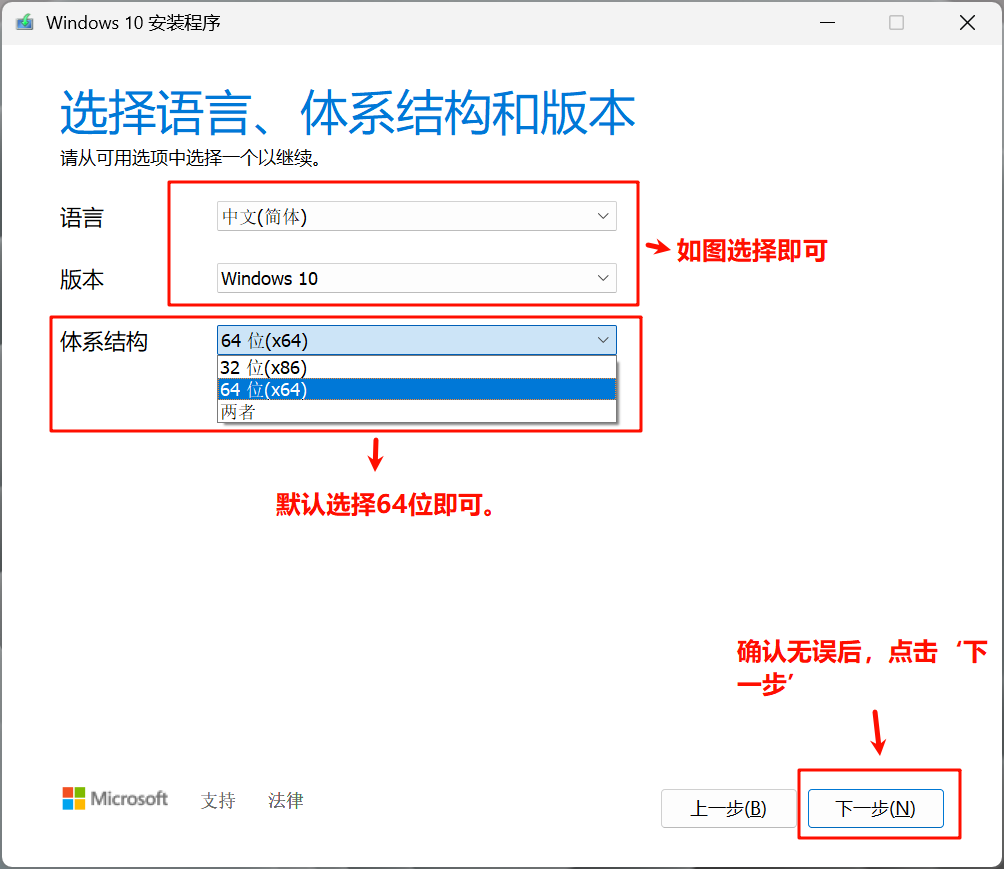 Windows 10 安装程序
选择语言、体系结构和版本
请从可用选项中选择一个以继续。
语言
中文(简体)
如图选择即可
版本
Windows 10
体系结构
64 位(x64)
32 位(x86)
64 位(x64)
两者
默认选择64位即可。
确认无误后，点击‘下
一步’
Microsoft
支持
法律
上一步(B)
下一步(N)